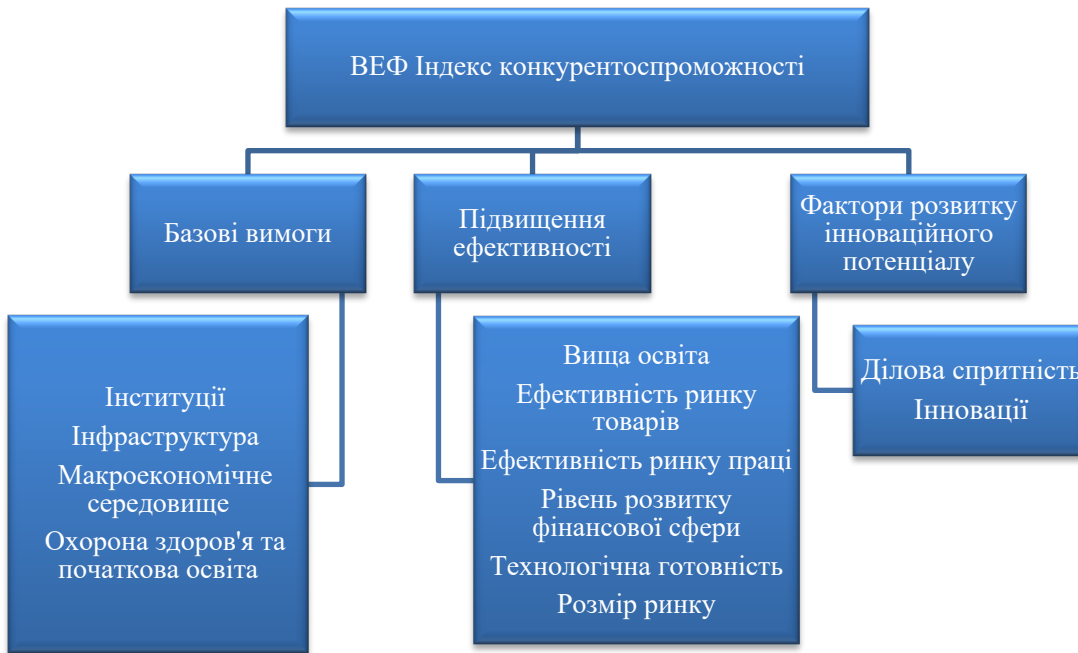 ВЕФ Індекс конкурентоспроможності
Базові вимоги
Підвищення
ефективності
Фактори розвитку
інноваційного
потенціалу
Інституції
Інфраструктура
Макроекономічне
середовище
Охорона здоров'я та
початкова освіта
Вища освіта
Ефективність ринку
товарів
Ефективність ринку праці
Рівень розвитку
фінансової сфери
Технологічна готовність
Розмір ринку
Ділова спритність
Інновації